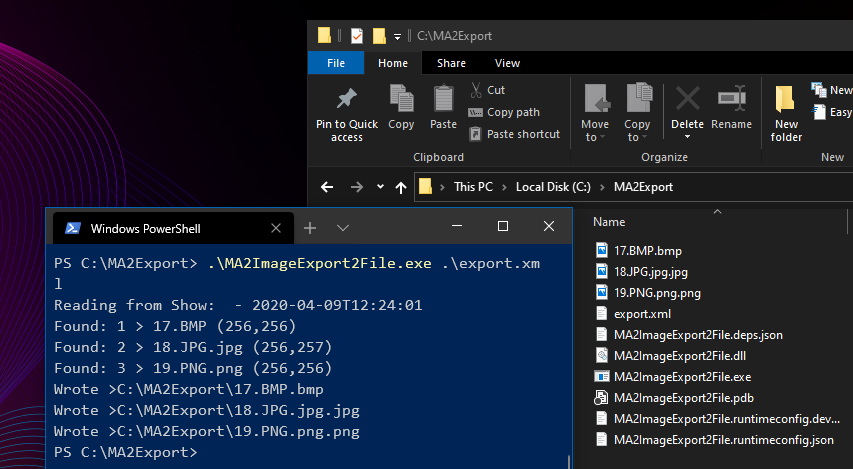 C:\MA2Export
File Home Share View
Pin to Quick access
Copy
Paste
Cut
Copy path
Paste shortcut
Clipboard
Move to
Copy to
Delete
Rename
Organize
New folder
New
Easy
New
This PC Local Disk (C:) MA2Export
Windows PowerShell
PS C:\MA2Export> .\MA2ImageExport2File.exe .\export.xm
l
Reading from Show:  - 2020-04-09T12:24:01
Found: 1 > 17.BMP (256,256)
Found: 2 > 18.JPG.jpg (256,257)
Found: 3 > 19.PNG.png (256,256)
Wrote >C:\MA2Export\17.BMP.bmp
Wrote >C:\MA2Export\18.JPG.jpg.jpg
Wrote >C:\MA2Export\19.PNG.png.png
PS C:\MA2Export>
Name
17.BMP.bmp
18.JPG.jpg.jpg
19.PNG.png.png
export.xml
MA2ImageExport2File.deps.json
MA2ImageExport2File.dll
MA2ImageExport2File.exe
MA2ImageExport2File.pdb
MA2ImageExport2File.runtimeconfig.dev...
MA2ImageExport2File.runtimeconfig.json